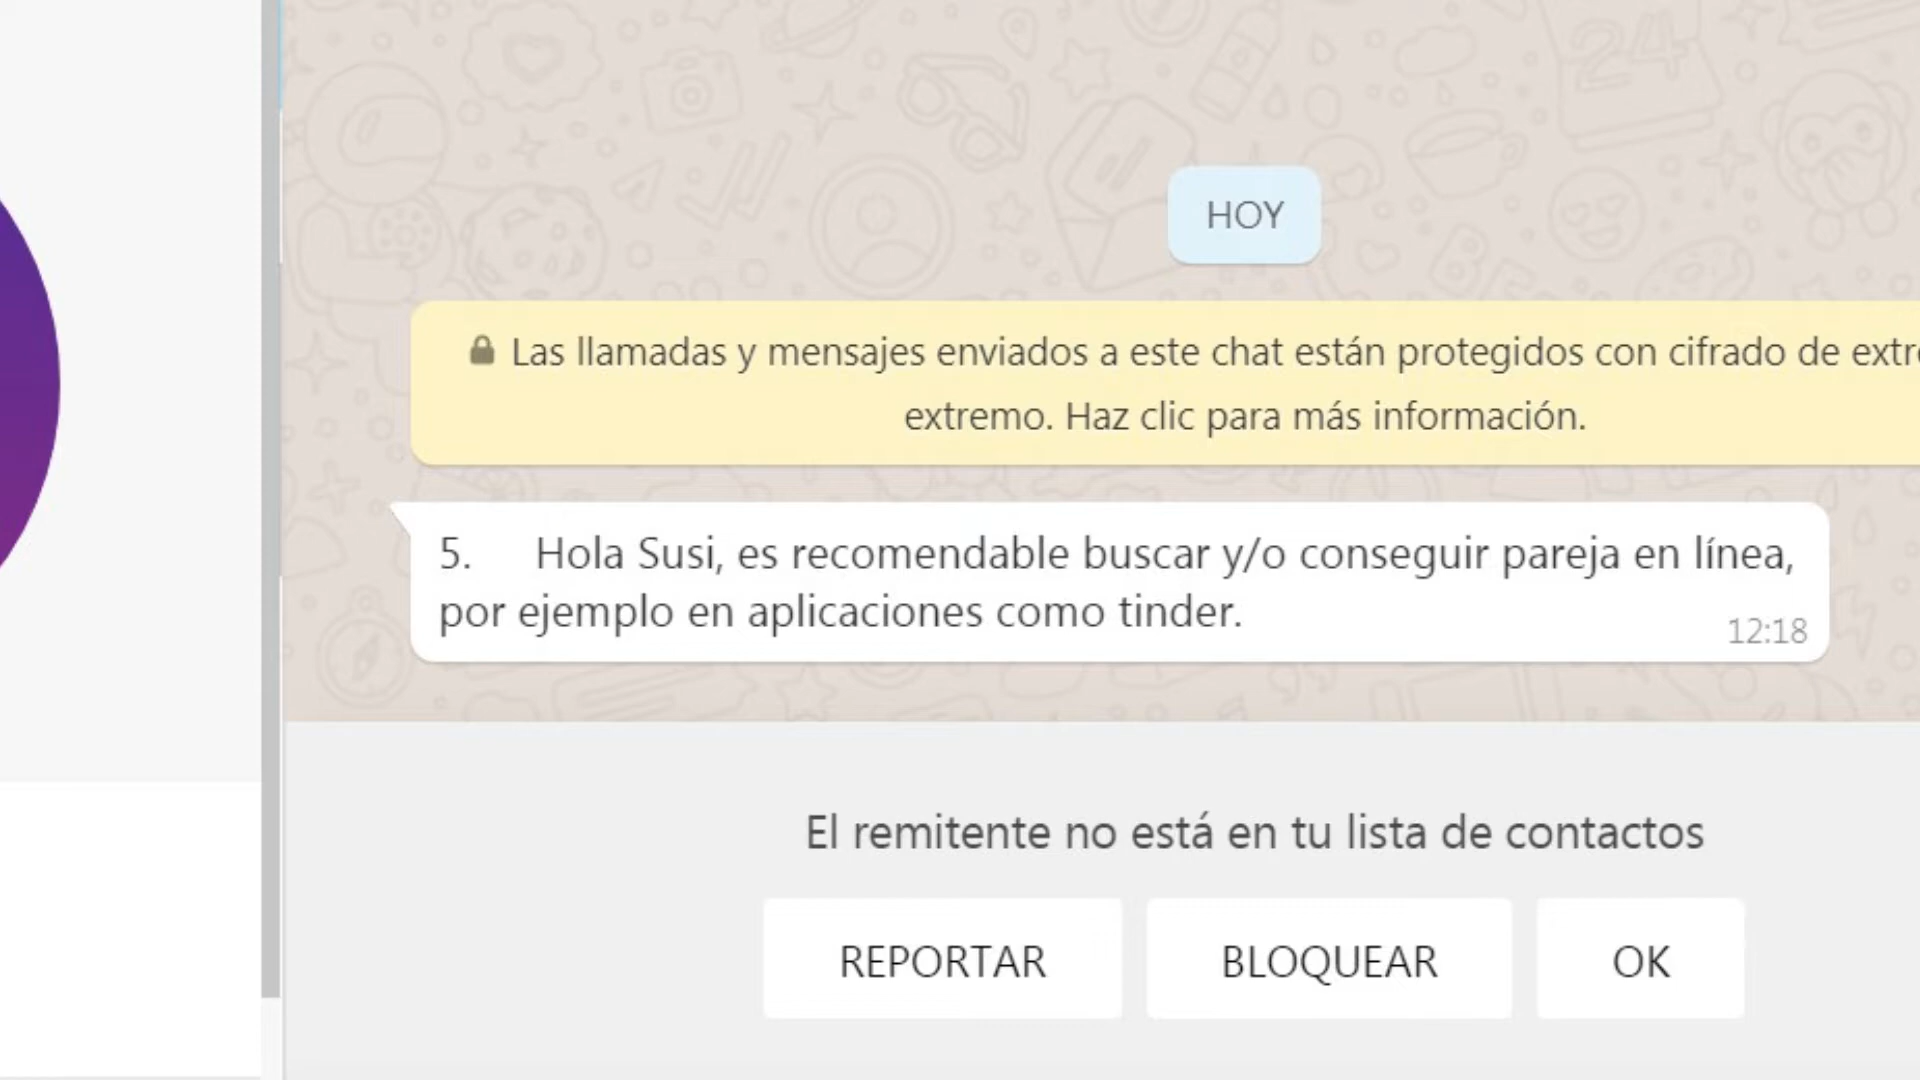 HOY
Las llamadas y mensajes enviados a este chat están protegidos con cifrado de extr
extremo. Haz clic para más información.
5. Hola Susi, es recomendable buscar y/o conseguir pareja en línea,
por ejemplo en aplicaciones como tinder.
12:18
El remitente no está en tu lista de contactos
REPORTAR BLOQUEAR OK